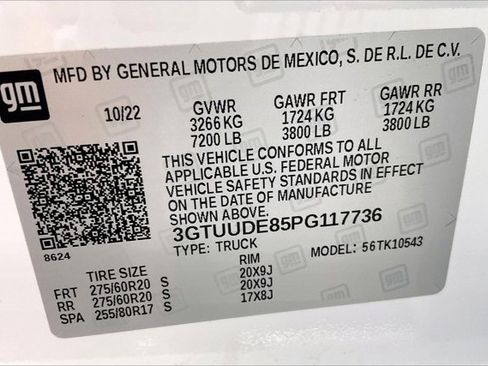 gm
MFD BY GENERAL MOTORS DE MEXICO, S. DE R.L. DE C.V.
10/22 GVWR GAWR FRT GAWR RR
3266 KG 1724 KG 1724 KG
7200 LB 3800 LB 3800 LB
THIS VEHICLE CONFORMS TO ALL
APPLICABLE U.S. FEDERAL MOTOR
VEHICLE SAFETY STANDARDS IN EFFECT
ON THE DATE OF MANUFACTURE
SHOWN ABOVE.
3GTUUDE85PG117736
8624 TYPE: TRUCK MODEL: 56TK10543
TIRE SIZE RIM
FRT 275/60R20 S 20X9J
RR 275/60R20 S 20X9J
SPA 255/80R17 S 17X8J